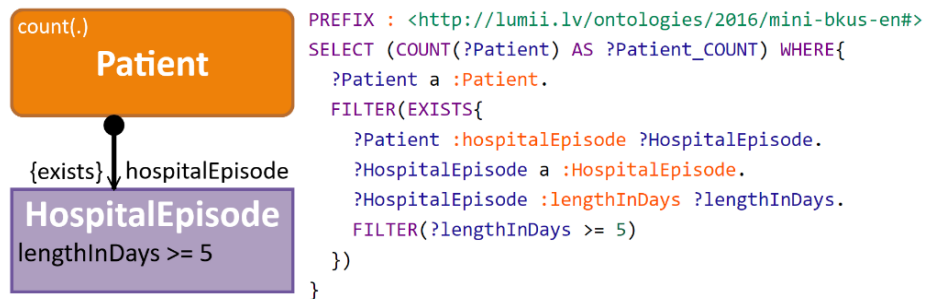 count(.)
Patient
{exists} hospitalEpisode
HospitalEpisode
lengthInDays >= 5
PREFIX : <http://lumii.lv/ontologies/2016/mini-bkus-en#>
SELECT (COUNT(?Patient) AS ?Patient_COUNT) WHERE{
?Patient a :Patient.
FILTER(EXISTS{
?Patient :hospitalEpisode ?HospitalEpisode.
?HospitalEpisode a :HospitalEpisode.
?HospitalEpisode :lengthInDays ?lengthInDays.
FILTER(?lengthInDays >= 5)
})
}